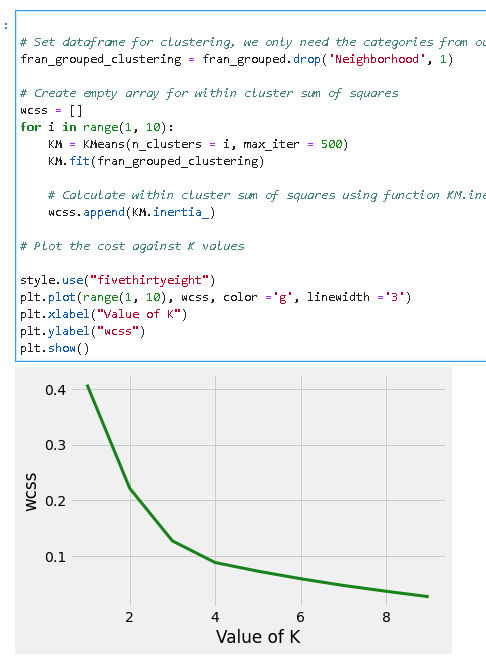 :
# Set dataframe for clustering, we only need the categories from
fran_grouped_clustering = fran_grouped.drop('Neighborhood', 1)
# Create empty array for within cluster sum of squares
wcss = []
for i in range(1, 10):
KM = KMeans(n_clusters = i, max_iter = 500)
KM.fit(fran_grouped_clustering)
# Calculate within cluster sum of squares using function KM.ine
wcss.append(KM.inertia_)
# Plot the cost against K values
style.use("fivethirtyeight")
plt.plot(range(1, 10), wcss, color ='g', linewidth ='3')
plt.xlabel("Value of K")
plt.ylabel("wcss")
plt.show()
0.4
0.3
0.2
0.1
wcss
2 4 6 8
Value of K